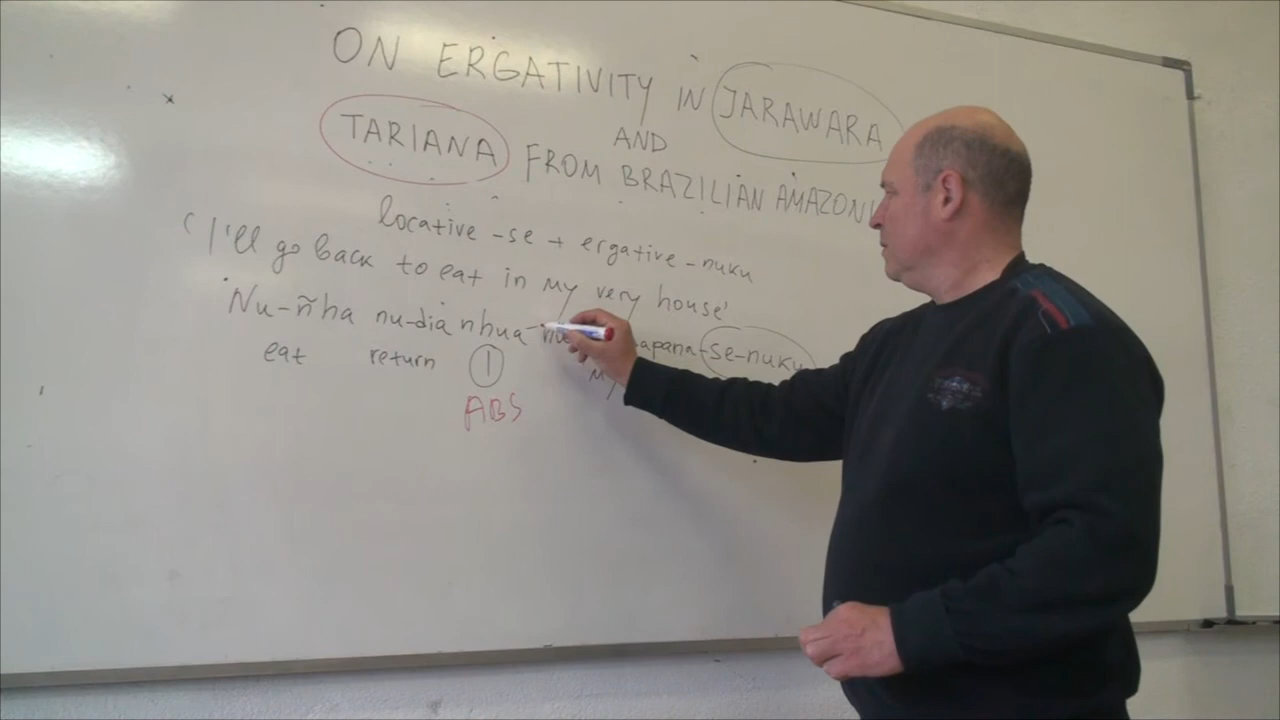 ON ERGATIVITY IN JARAWARA
AND
TARIANA FROM BRAZILIAN AMAZON
locative -se + ergative -nuku
'I'll go back to eat in my very house'
Nu-ñha nu-dia nhua- apana-se-nuku
eat return 1 my
ABS